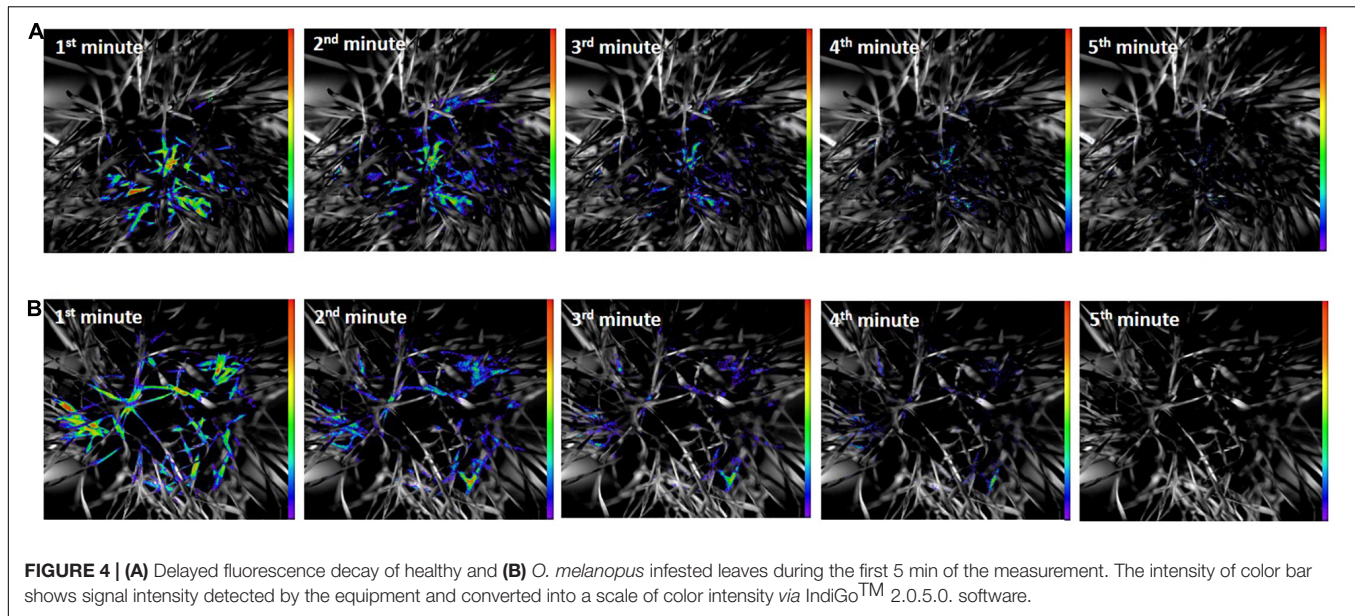 A
1st minute
2nd minute
3rd minute
4th minute
5th minute
B
1st minute
2nd minute
3rd minute
4th minute
5th minute
FIGURE 4 | (A) Delayed fluorescence decay of healthy and (B) O. melanopus infested leaves during the first 5 min of the measurement. The intensity of color bar
shows signal intensity detected by the equipment and converted into a scale of color intensity via IndiGo™ 2.0.5.0. software.